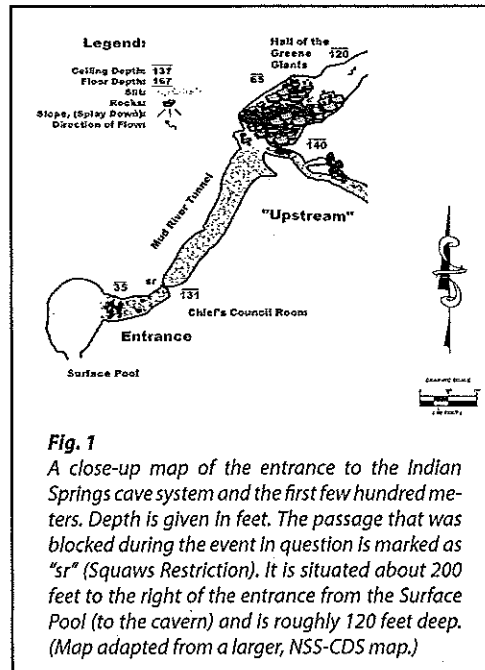 Legend:
Ceiling Depth: 137
Floor Depth: 167
Silt:
Rocks:
Slope, (Splay Down):
Direction of Flow:
Hall of the
Greene
Giants
120
65
140
"Upstream"
Mud River Tunnel
35
sr
131
Chief's Council Room
Entrance
Surface Pool
Fig. 1
A close-up map of the entrance to the Indian
Springs cave system and the first few hundred me-
ters. Depth is given in feet. The passage that was
blocked during the event in question is marked as
"sr" (Squaws Restriction). It is situated about 200
feet to the right of the entrance from the Surface
Pool (to the cavern) and is roughly 120 feet deep.
(Map adapted from a larger, NSS-CDS map.)